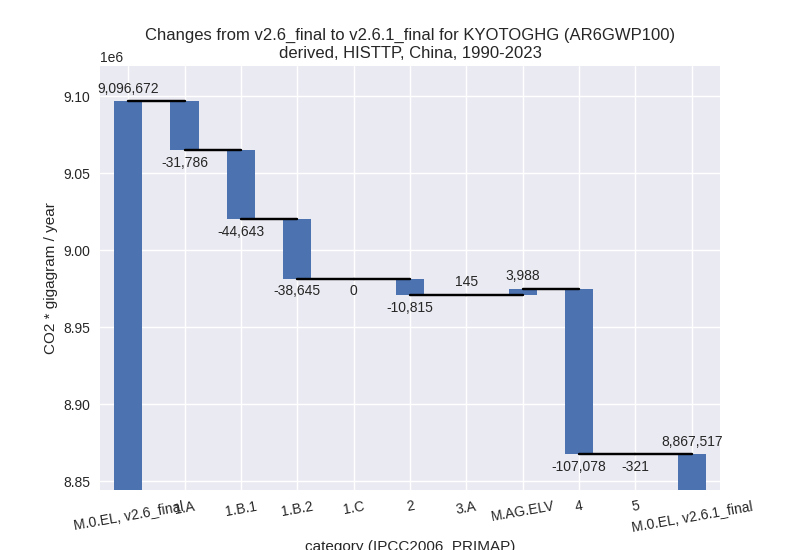 Changes from v2.6_final to v2.6.1_final for KYOTOGHG (AR6GWP100)
derived, HISTTP, China, 1990-2023
1e6
9,096,672
9.10
-31,786
9.05
-44,643
9.00
3,988
145
-38,645
0
-10,815
8.95
8.90
8,867,517
-107,078
-321
8.85
CO2 * gigagram / year
M.0.EL, v2.6_final
1.A
1.B.1
1.B.2
1.C
2
3.A
M.AG.ELV
4
5
M.0.EL, v2.6.1_final
category (IPCC2006_PRIMAP)